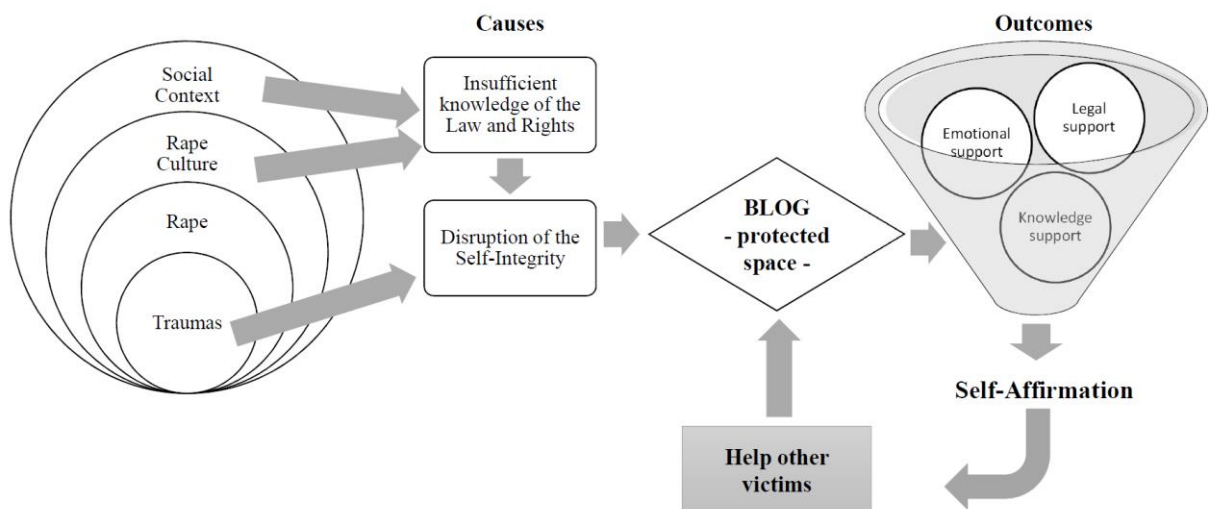 Causes
Outcomes
Social
Context
Rape
Culture
Rape
Traumas
Insufficient
knowledge of the
Law and Rights
Disruption of the
Self-Integrity
BLOG
- protected
space -
Emotional
support
Legal
support
Knowledge
support
Self-Affirmation
Help other
victims